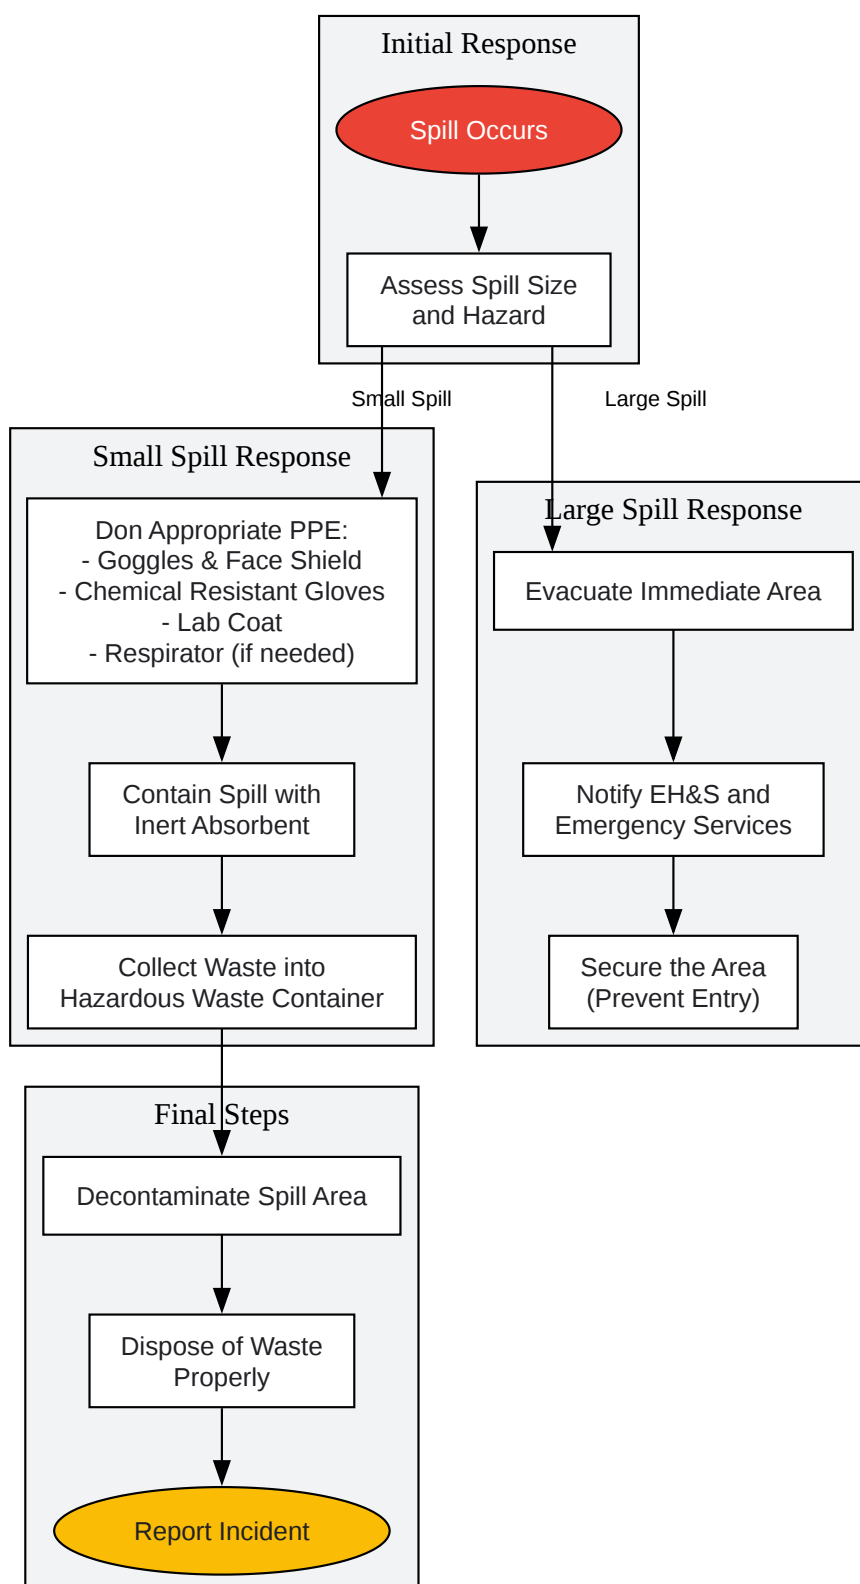 Initial Response
Spill Occurs
Assess Spill Size
and Hazard
Small Spill
Large Spill
Small Spill Response
Don Appropriate PPE:
- Goggles & Face Shield
- Chemical Resistant Gloves
- Lab Coat
- Respirator (if needed)
Contain Spill with
Inert Absorbent
Collect Waste into
Hazardous Waste Container
Large Spill Response
Evacuate Immediate Area
Notify EH&S and
Emergency Services
Secure the Area
(Prevent Entry)
Final Steps
Decontaminate Spill Area
Dispose of Waste
Properly
Report Incident